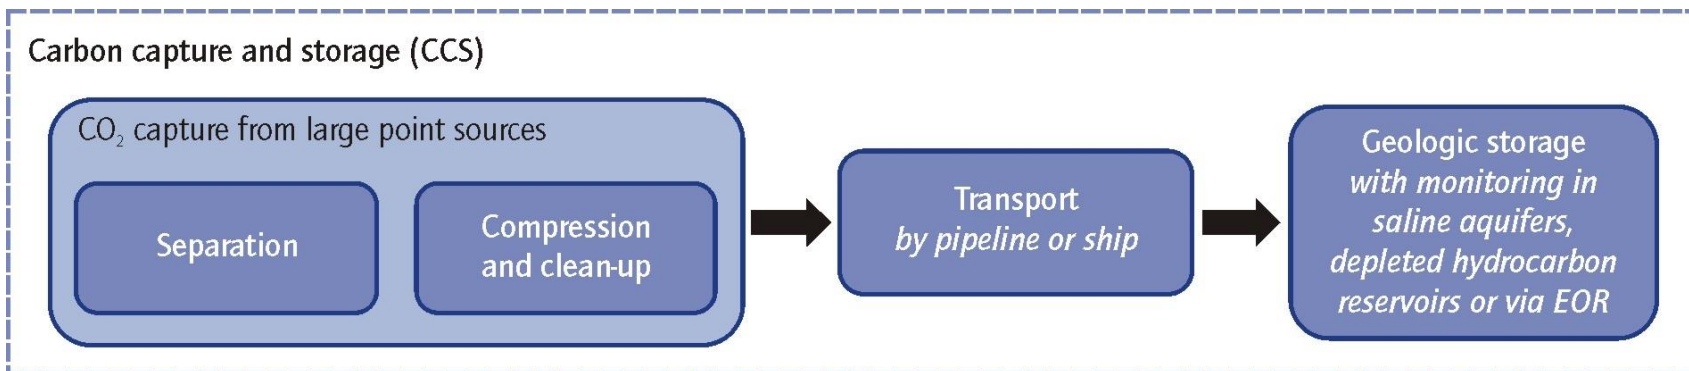 Carbon capture and storage (CCS)
CO₂ capture from large point sources
Separation
Compression
and clean-up
Transport
by pipeline or ship
Geologic storage
with monitoring in
saline aquifers,
depleted hydrocarbon
reservoirs or via EOR